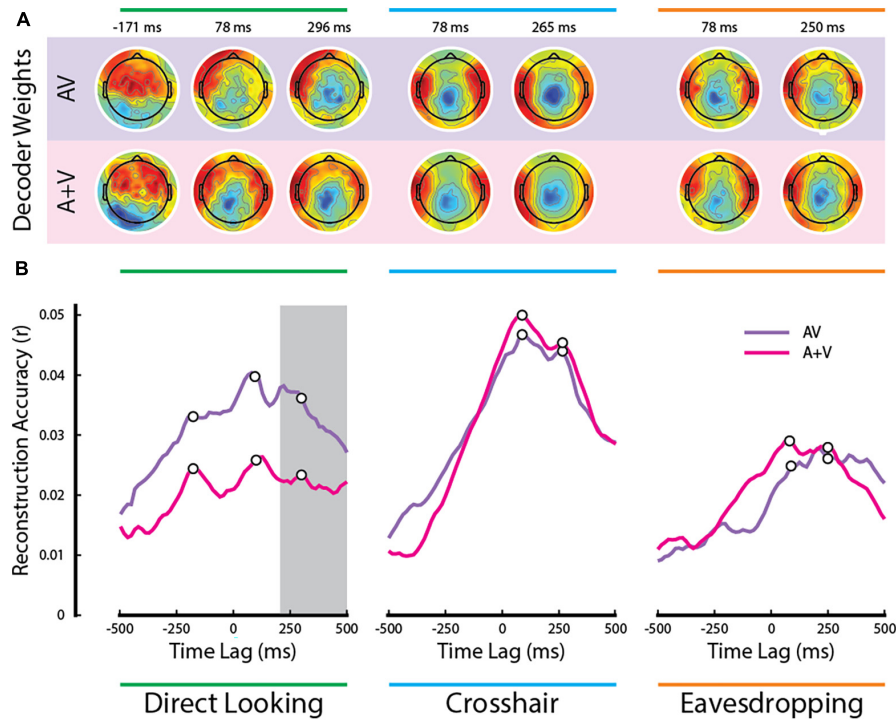 A
-171 ms 78 ms 296 ms 78 ms 265 ms 78 ms 250 ms
Decoder Weights
AV
A+V
B
Reconstruction Accuracy (r)
0.05
0.04
0.03
0.02
0.01
0
AV
A+V
-500 -250 0 250 500 -500 -250 0 250 500 -500 -250 0 250 500
Time Lag (ms) Time Lag (ms) Time Lag (ms)
Direct Looking Crosshair Eavesdropping